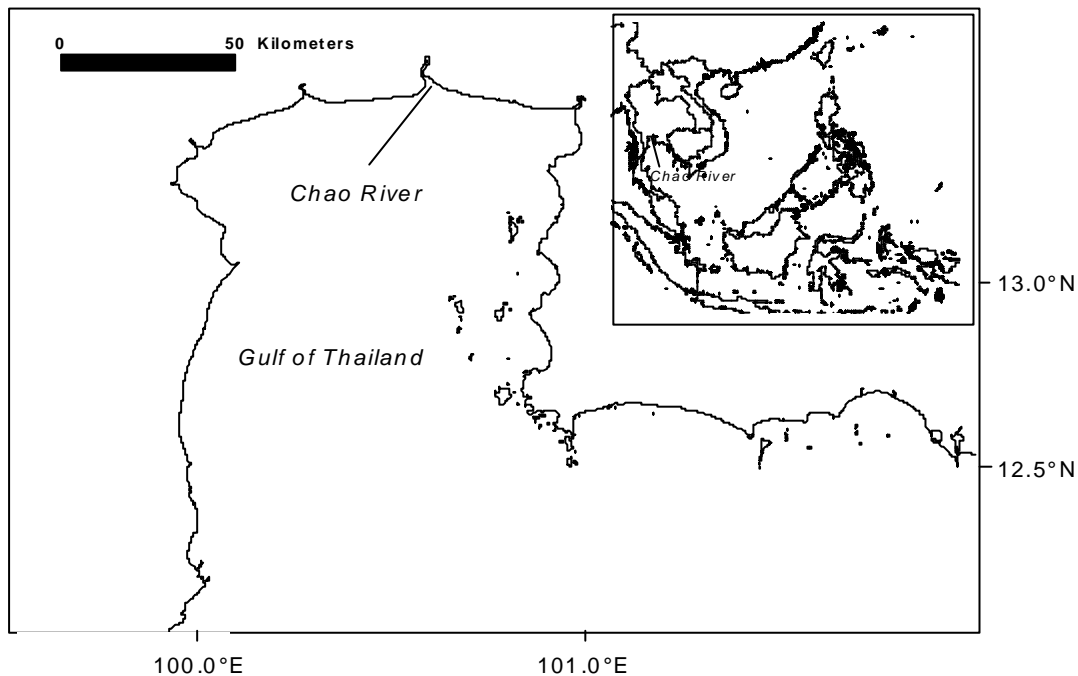 0 50 Kilometers
Chao River
Chao River
Gulf of Thailand
13.0°N
12.5°N
100.0°E 101.0°E